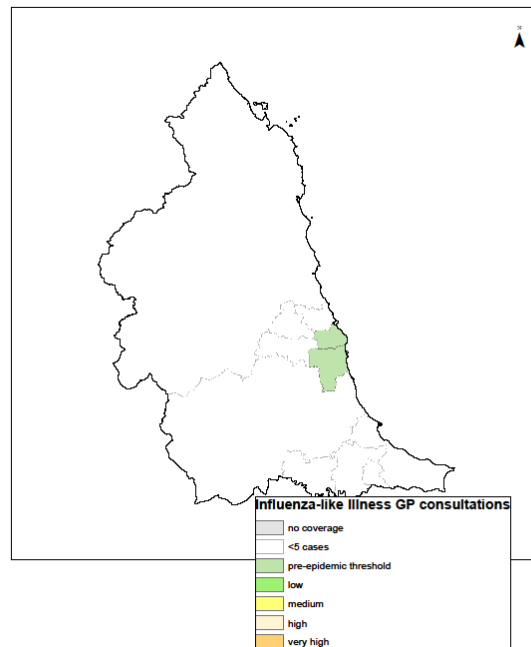 Influenza-like Illness GP consultations
no coverage
<5 cases
pre-epidemic threshold
low
medium
high
very high